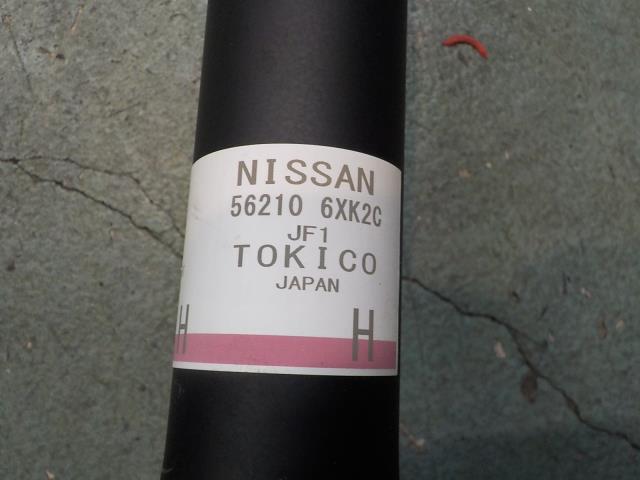 NISSAN
56210 6XK2C
JF1
TOKICO
JAPAN
H H